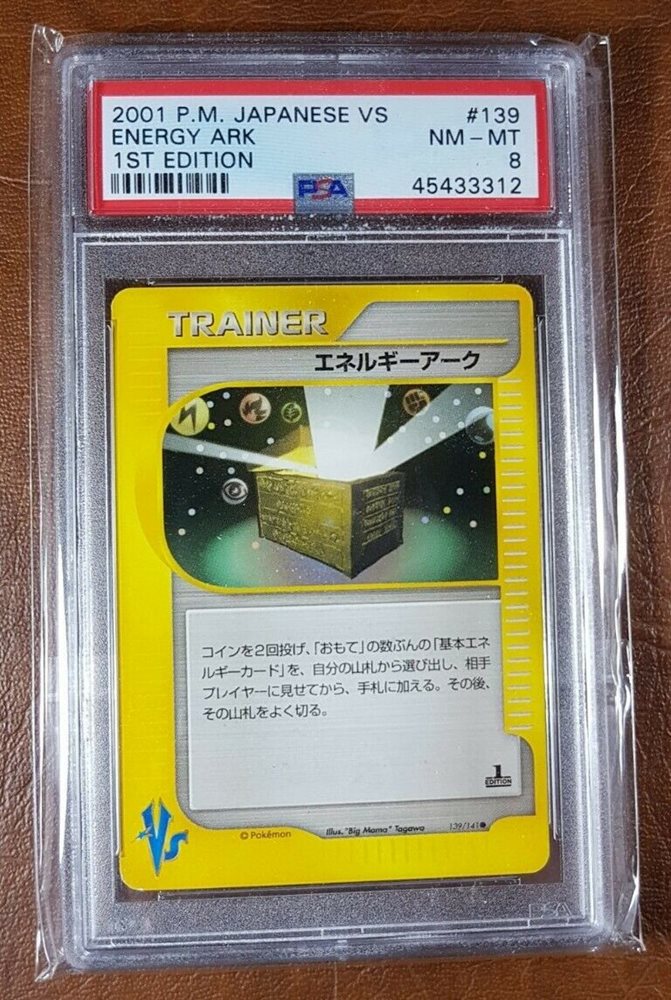 2001 P.M. JAPANESE VS #139
ENERGY ARK NM - MT
1ST EDITION 8
PSA 45433312
TRAINER
エネルギーアーク
コインを2回投げ、「おもて」の数ぶんの「基本エネ
ルギーカード」を、自分の山札から選び出し、相手
プレイヤーに見せてから、手札に加える。その後、
その山札をよく切る。
1
EDITION
VS
©Pokémon Illus."Big Mama" Tagawa 139/141●
PSA